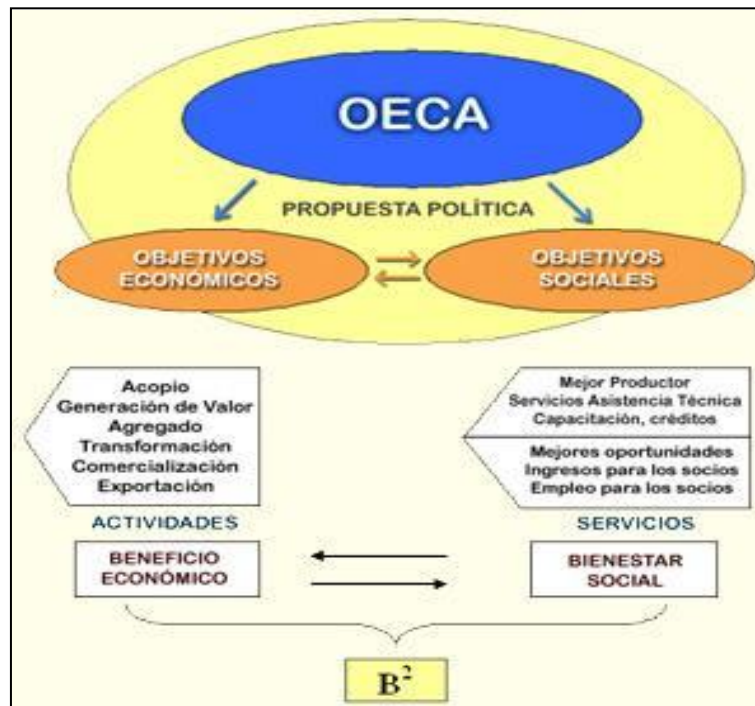 OECA
PROPUESTA POLÍTICA
OBJETIVOS
ECONÓMICOS
OBJETIVOS
SOCIALES
Acopio
Generación de Valor
Agregado
Transformación
Comercialización
Exportación
Mejor Productor
Servicios Asistencia Técnica
Capacitación, créditos
Mejores oportunidades
Ingresos para los socios
Empleo para los socios
ACTIVIDADES
SERVICIOS
BENEFICIO
ECONÓMICO
BIENESTAR
SOCIAL
B²